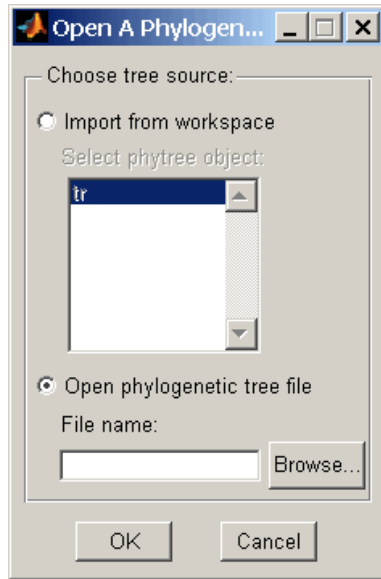 Open A Phylogen...
Choose tree source:
Import from workspace
Select phytree object:
tr
Open phylogenetic tree file
File name:
Browse...
OK Cancel